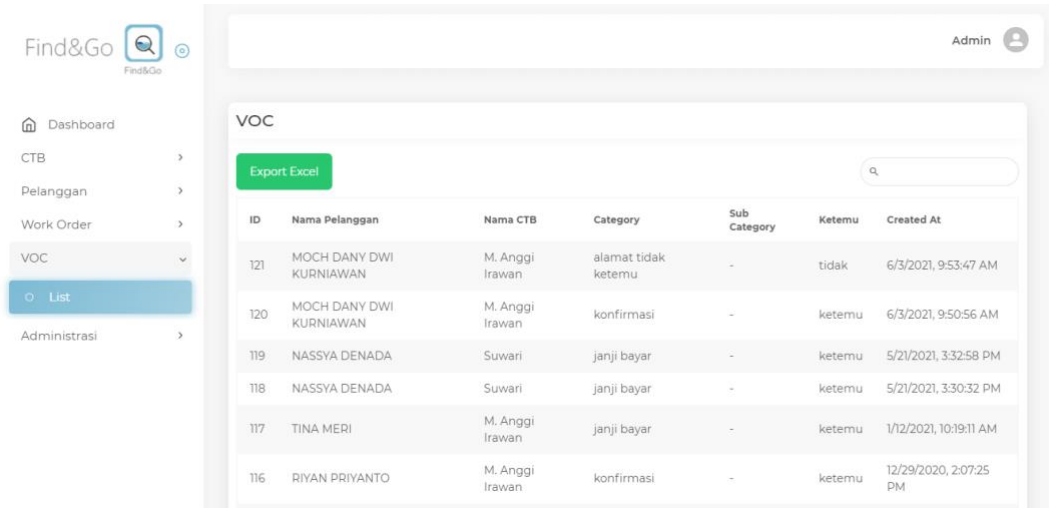 Find&Go
Find&Go
Admin
Dashboard
CTB
Pelanggan
Work Order
VOC
List
Administrasi
VOC
Export Excel
ID Nama Pelanggan Nama CTB Category Sub Category Ketemu Created At
121 MOCH DANY DWI KURNIAWAN M. Anggi Irawan alamat tidak ketemu - tidak 6/3/2021, 9:53:47 AM
120 MOCH DANY DWI KURNIAWAN M. Anggi Irawan konfirmasi - ketemu 6/3/2021, 9:50:56 AM
119 NASSYA DENADA Suwari janji bayar - ketemu 5/21/2021, 3:32:58 PM
118 NASSYA DENADA Suwari janji bayar - ketemu 5/21/2021, 3:30:32 PM
117 TINA MERI M. Anggi Irawan janji bayar - ketemu 1/12/2021, 10:19:11 AM
116 RIYAN PRIYANTO M. Anggi Irawan konfirmasi - ketemu 12/29/2020, 2:07:25 PM